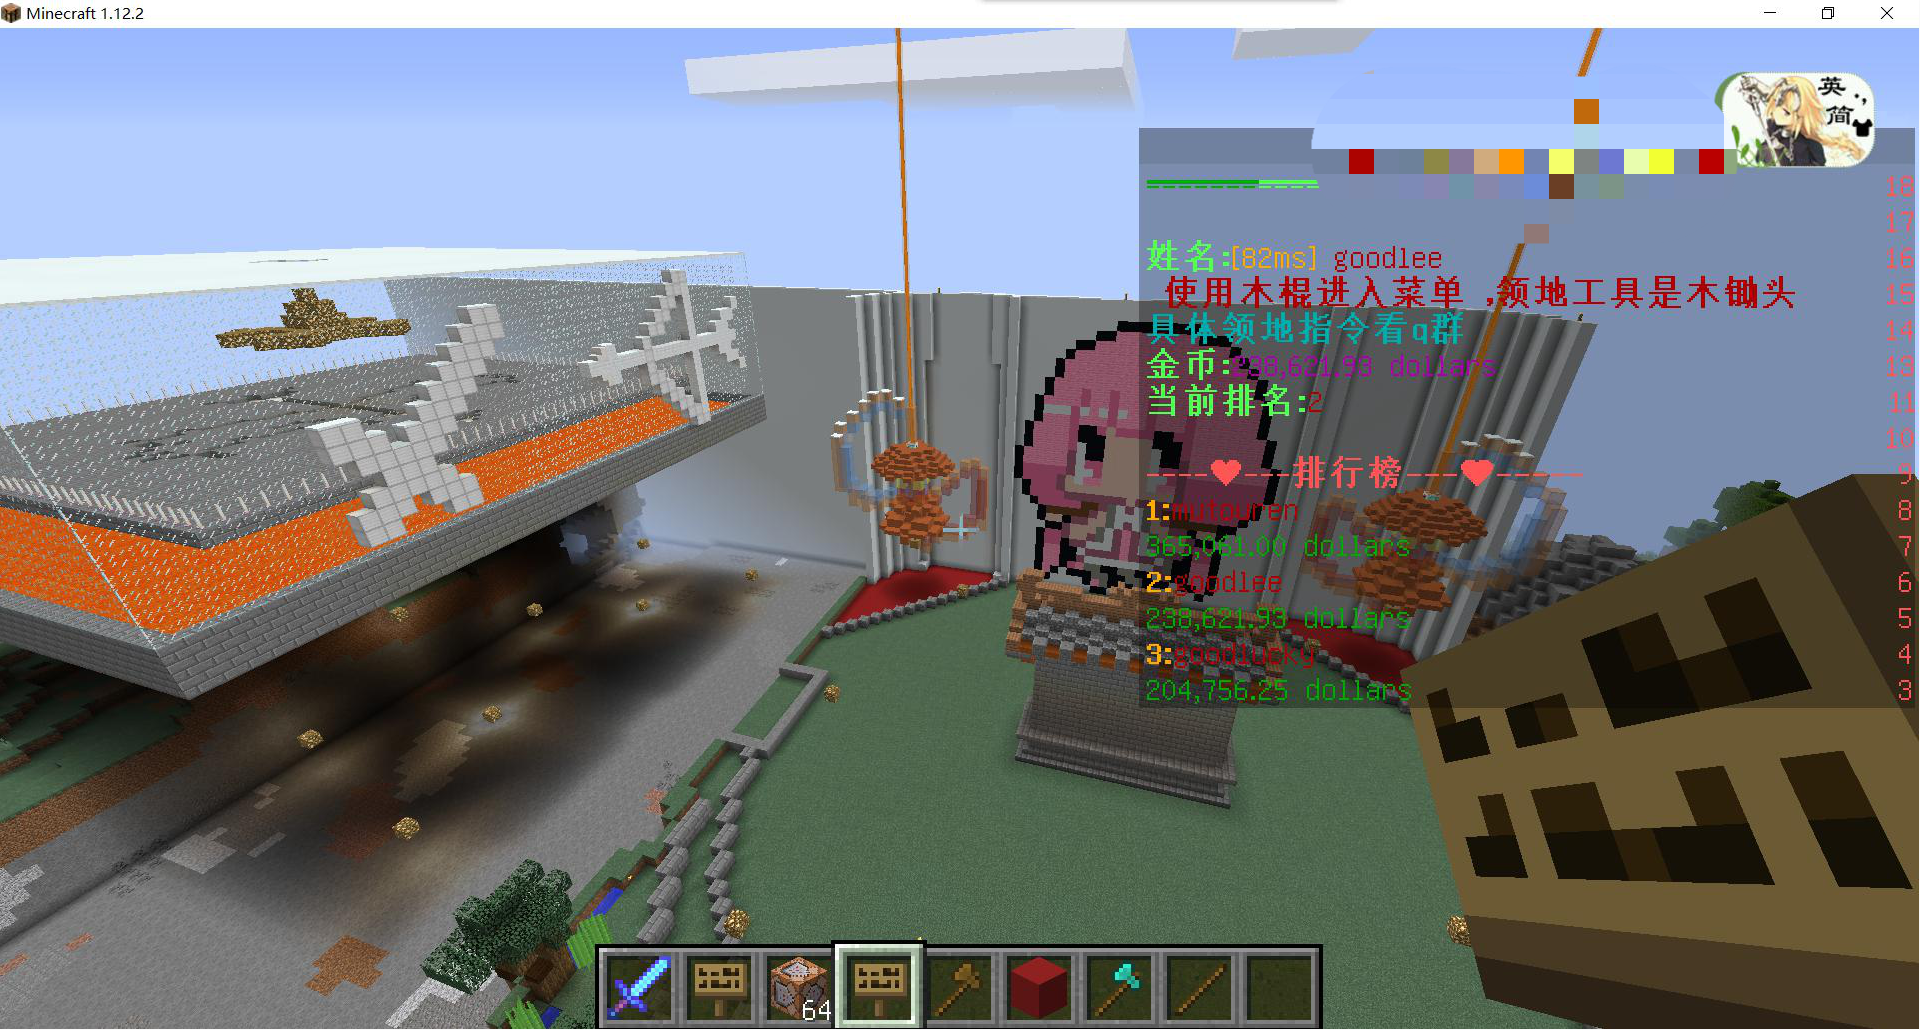 Minecraft 1.12.2
英
简
18
17
姓名:[82ms] goodlee
16
使用木棍进入菜单 ,领地工具是木锄头
15
具体领地指令看q群
14
金币:238,621.93 dollars
13
当前排名:2
11
10
----❤---排行榜----❤------
9
1:mutouren
8
365,061.00 dollars
7
2:goodlee
6
238,621.93 dollars
5
3:goodlucky
4
204,756.25 dollars
3
64